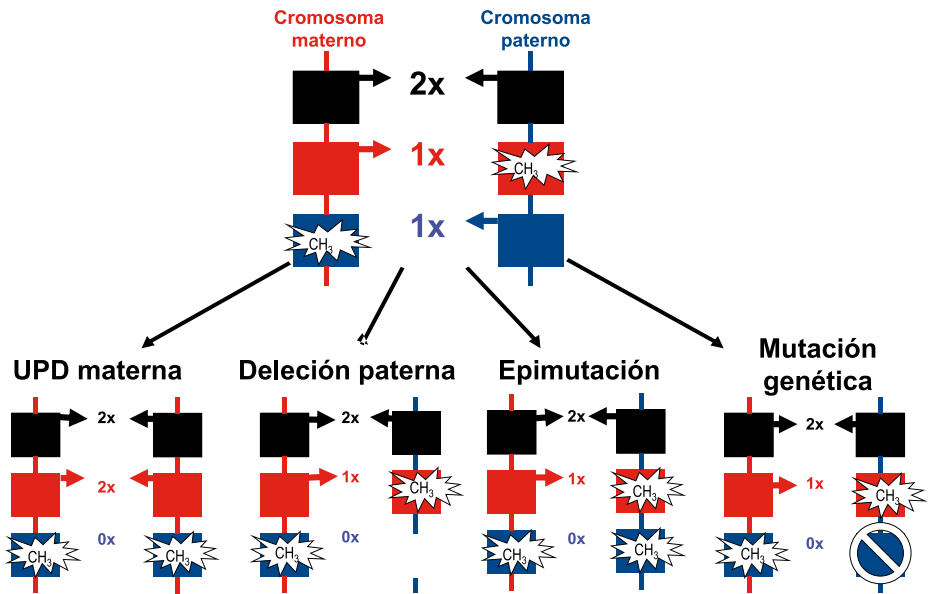 Cromosoma
materno
Cromosoma
paterno
2x
1x
CH3
1x
CH3
UPD materna
Deleción paterna
Epimutación
Mutación
genética
2x
2x
2x
2x
2x
1x
CH3
1x
CH3
1x
CH3
0x
CH3
CH3
0x
CH3
0x
CH3
CH3
0x
CH3